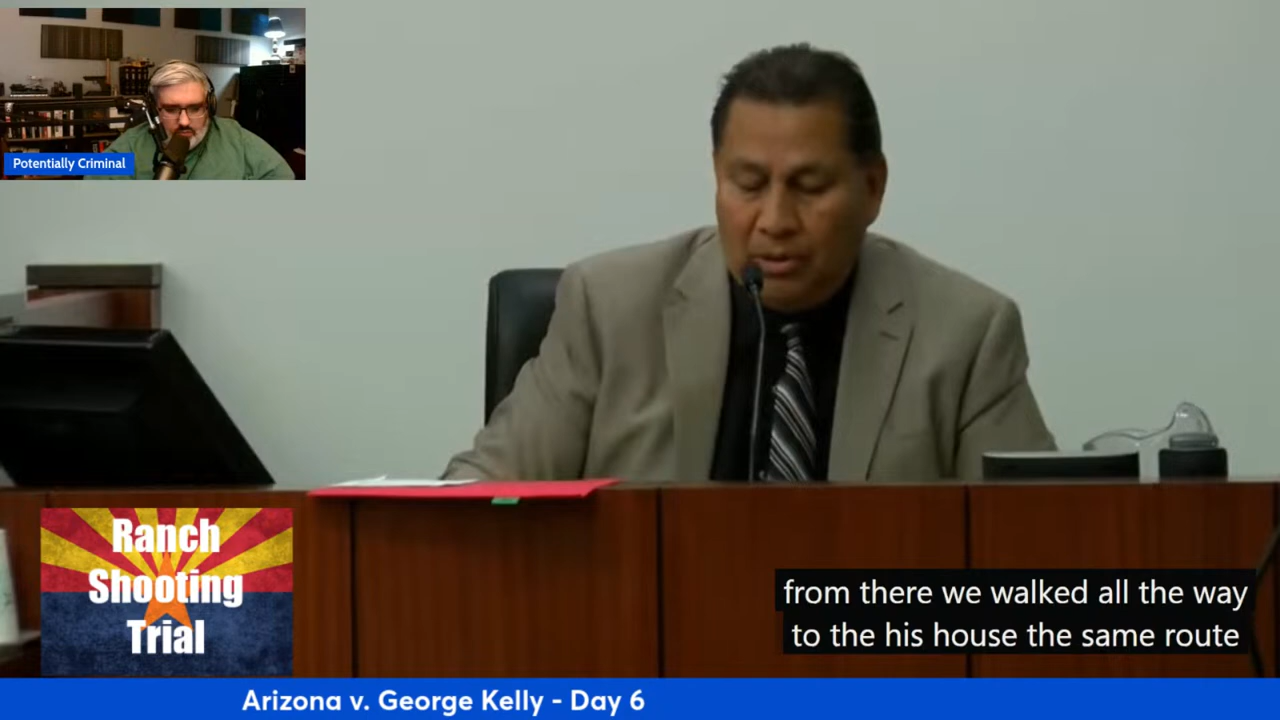 Potentially Criminal
Ranch
Shooting
Trial
from there we walked all the way
to the his house the same route
Arizona v. George Kelly - Day 6